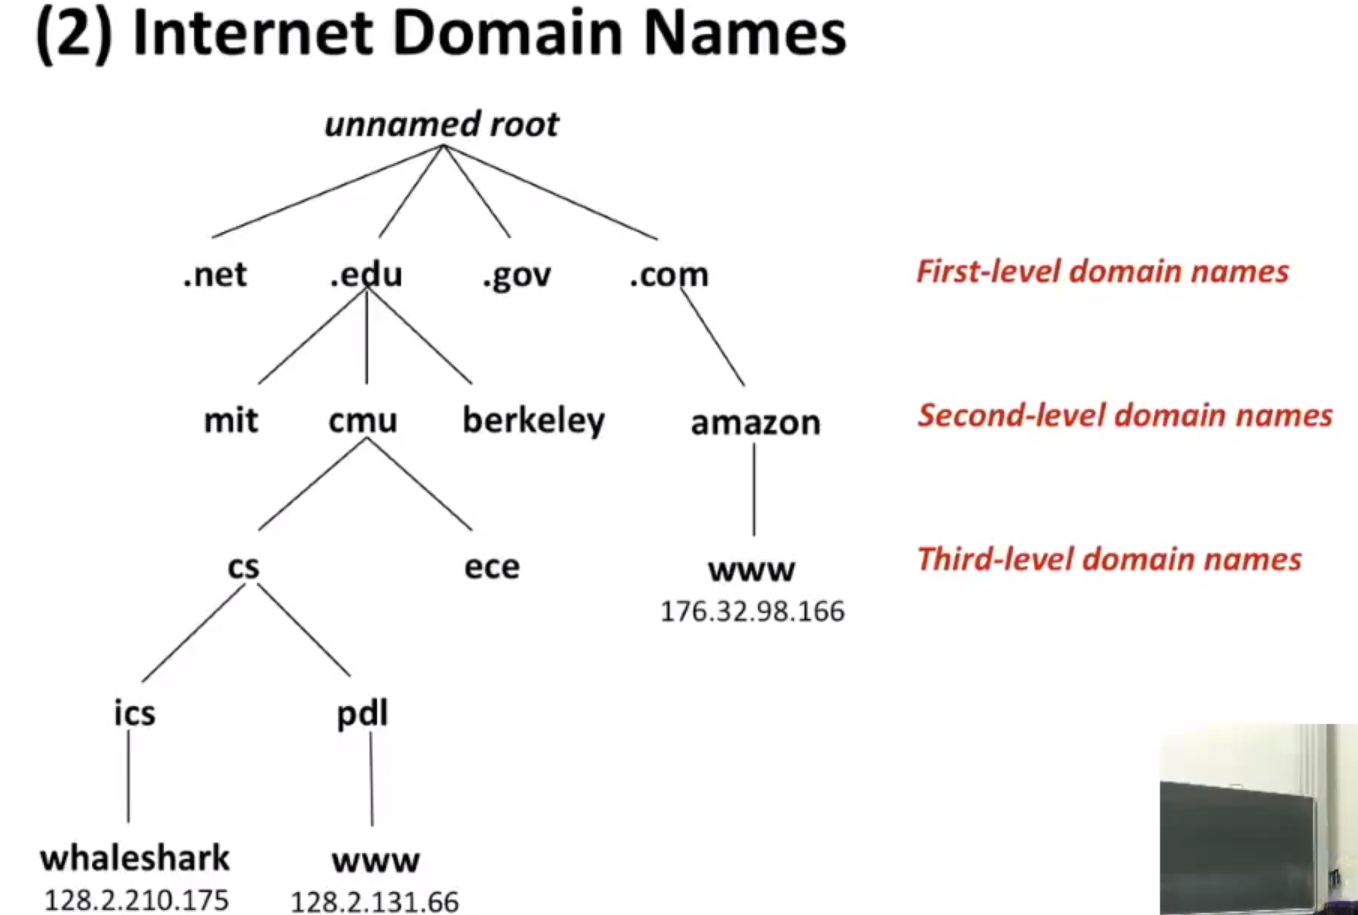 (2) Internet Domain Names
unnamed root
.net .edu .gov .com First-level domain names
mit cmu berkeley amazon Second-level domain names
cs ece www Third-level domain names
176.32.98.166
ics pdl
whaleshark www
128.2.210.175 128.2.131.66